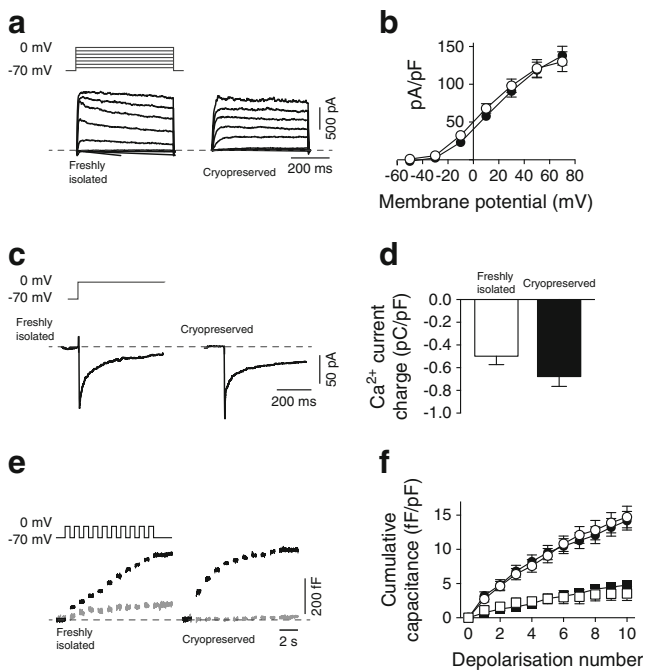 a
0 mV
-70 mV
Freshly
isolated
Cryopreserved
500 pA
200 ms
b
pA/pF
150
100
50
-60 -40 -20 0 20 40 60 80
Membrane potential (mV)
c
0 mV
-70 mV
Freshly
isolated
Cryopreserved
50 pA
200 ms
d
Freshly
isolated
Cryopreserved
Ca2+ current
charge (pC/pF)
0.0
-0.2
-0.4
-0.6
-0.8
-1.0
e
0 mV
-70 mV
Freshly
isolated
Cryopreserved
200 fF
2 s
f
Cumulative
capacitance (fF/pF)
15
10
5
0
0 2 4 6 8 10
Depolarisation number